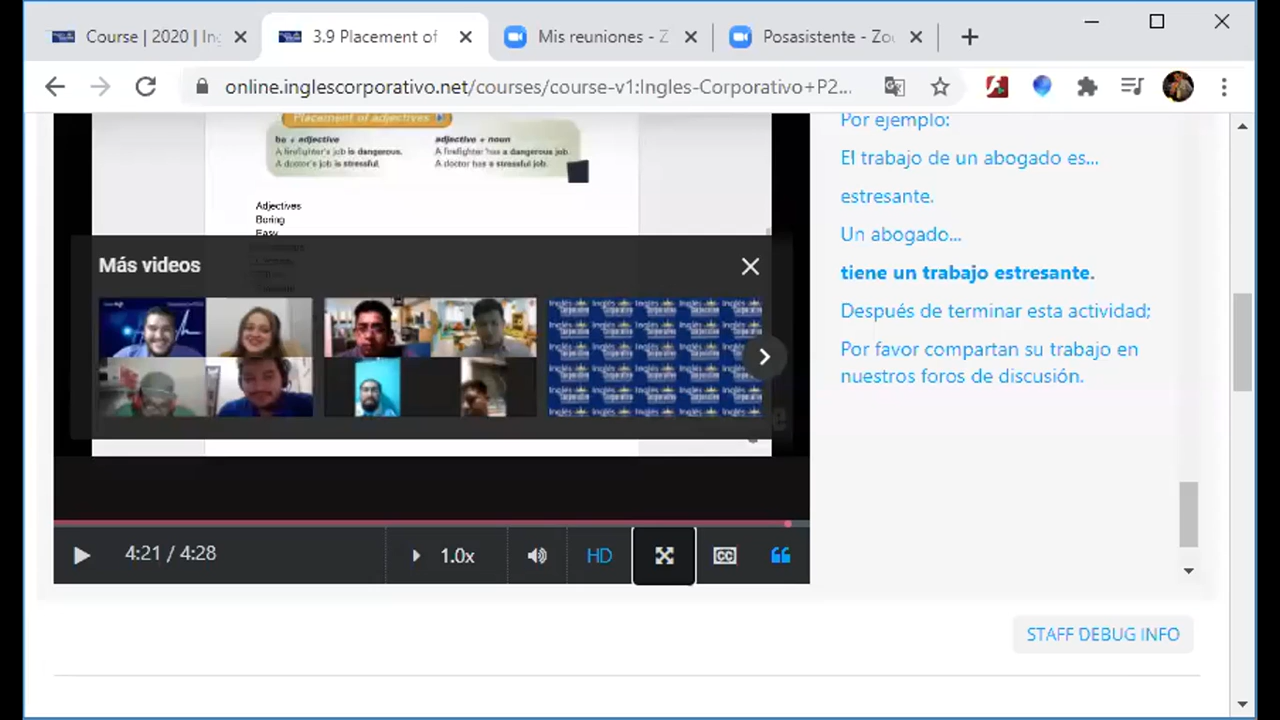 Course | 2020 | In
3.9 Placement of
Mis reuniones - Z
Posasistente - Zo
online.inglescorporativo.net/courses/course-v1:Ingles-Corporativo+P2...
Placement of adjectives
be + adjective
A firefighter's job is dangerous.
A doctor's job is stressful.
adjective + noun
A firefighter has a dangerous job.
A doctor has a stressful job.
Adjectives
Boring
Easy
Más videos
4:21 / 4:28
1.0x
HD
CC
Por ejemplo:
El trabajo de un abogado es...
estresante.
Un abogado...
tiene un trabajo estresante.
Después de terminar esta actividad;
Por favor compartan su trabajo en
nuestros foros de discusión.
STAFF DEBUG INFO